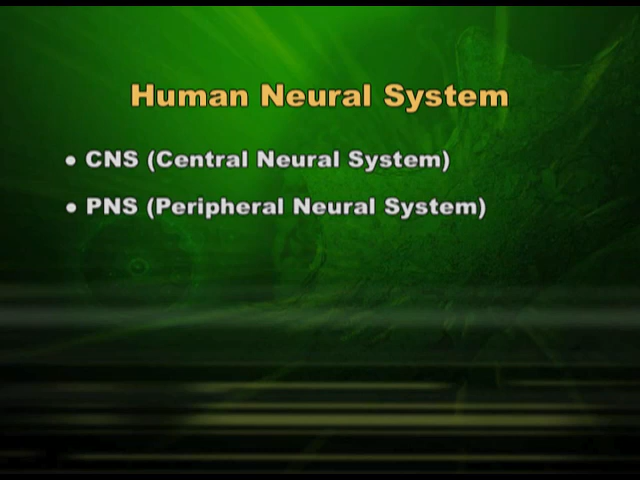 Human Neural System
• CNS (Central Neural System)
• PNS (Peripheral Neural System)